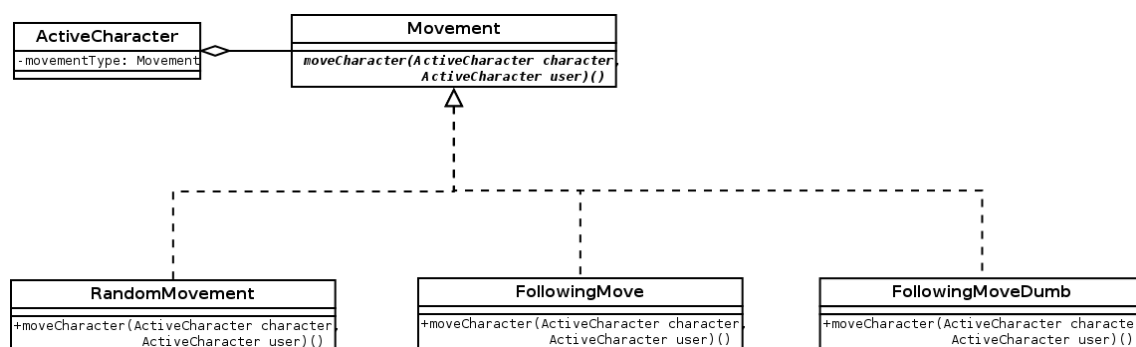 ActiveCharacter
-movementType: Movement
Movement
moveCharacter(ActiveCharacter character,
ActiveCharacter user)()
RandomMovement
+moveCharacter(ActiveCharacter character,
ActiveCharacter user)()
FollowingMove
+moveCharacter(ActiveCharacter character,
ActiveCharacter user)()
FollowingMoveDumb
+moveCharacter(ActiveCharacter characte
ActiveCharacter user)()